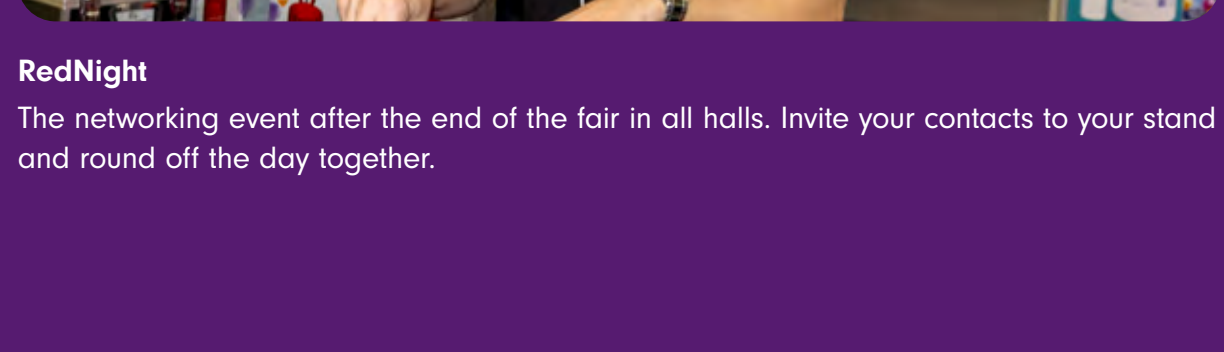 RedNight
The networking event after the end of the fair in all halls. Invite your contacts to your stand
and round off the day together.